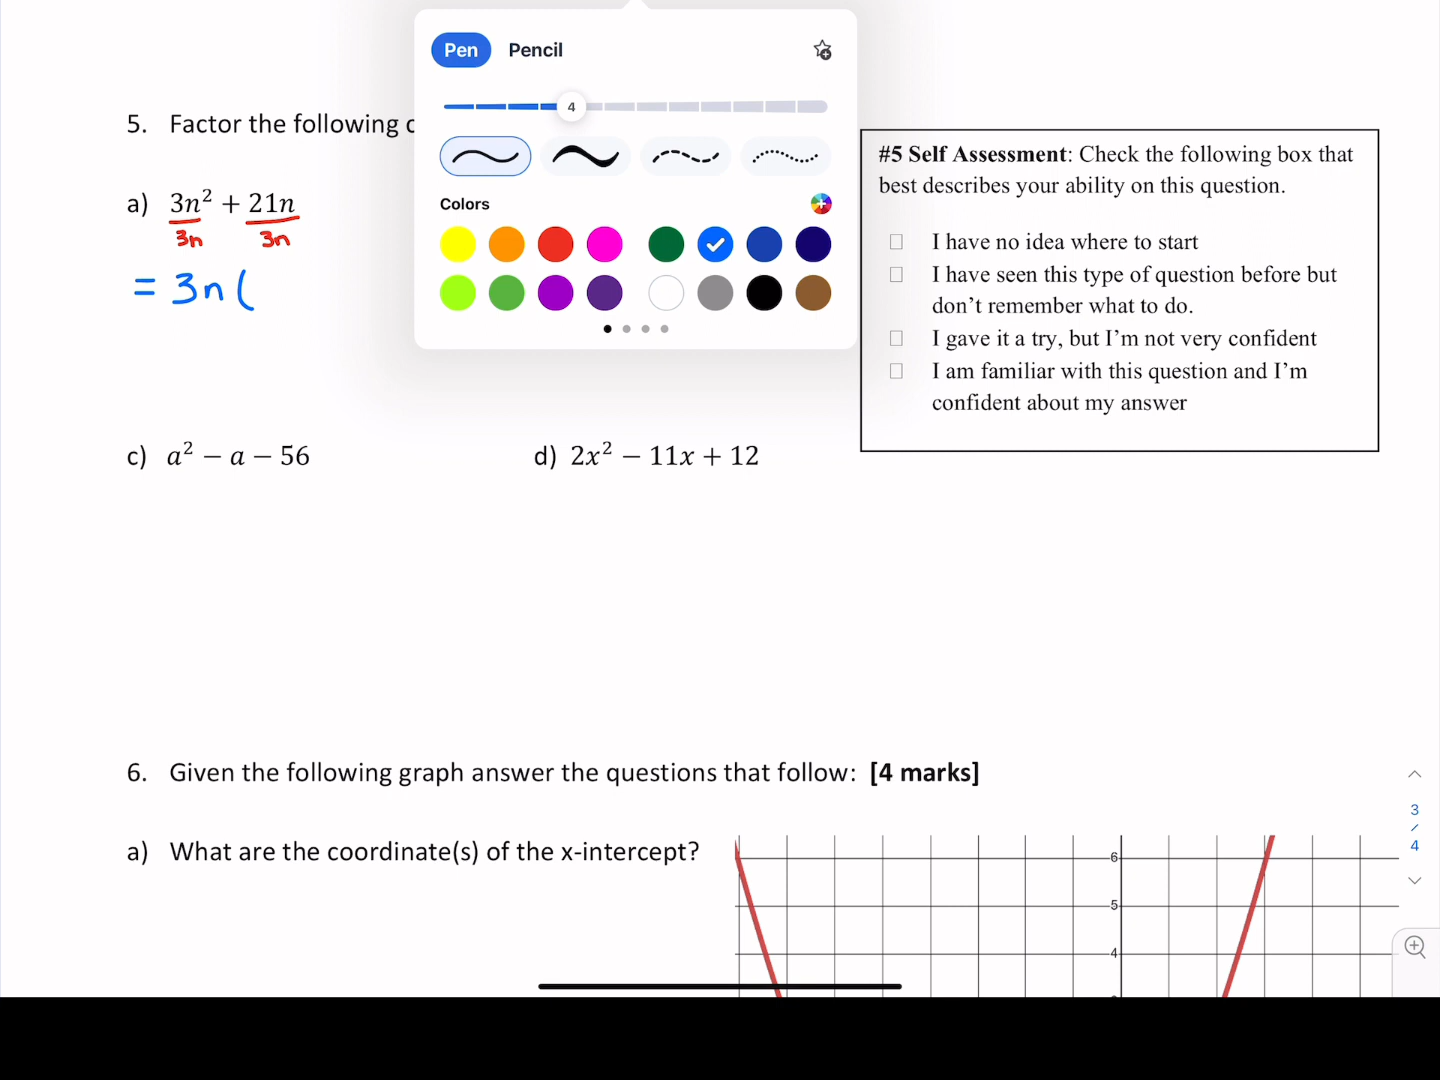 Pen Pencil
4
Colors
5. Factor the following
a) 3n² + 21n
3n 3n
= 3n (
#5 Self Assessment: Check the following box that
best describes your ability on this question.
☐ I have no idea where to start
☐ I have seen this type of question before but
don’t remember what to do.
☐ I gave it a try, but I’m not very confident
☐ I am familiar with this question and I’m
confident about my answer
c) a² − a − 56
d) 2x² − 11x + 12
6. Given the following graph answer the questions that follow: [4 marks]
a) What are the coordinate(s) of the x-intercept?
6
5
4
3
/
4